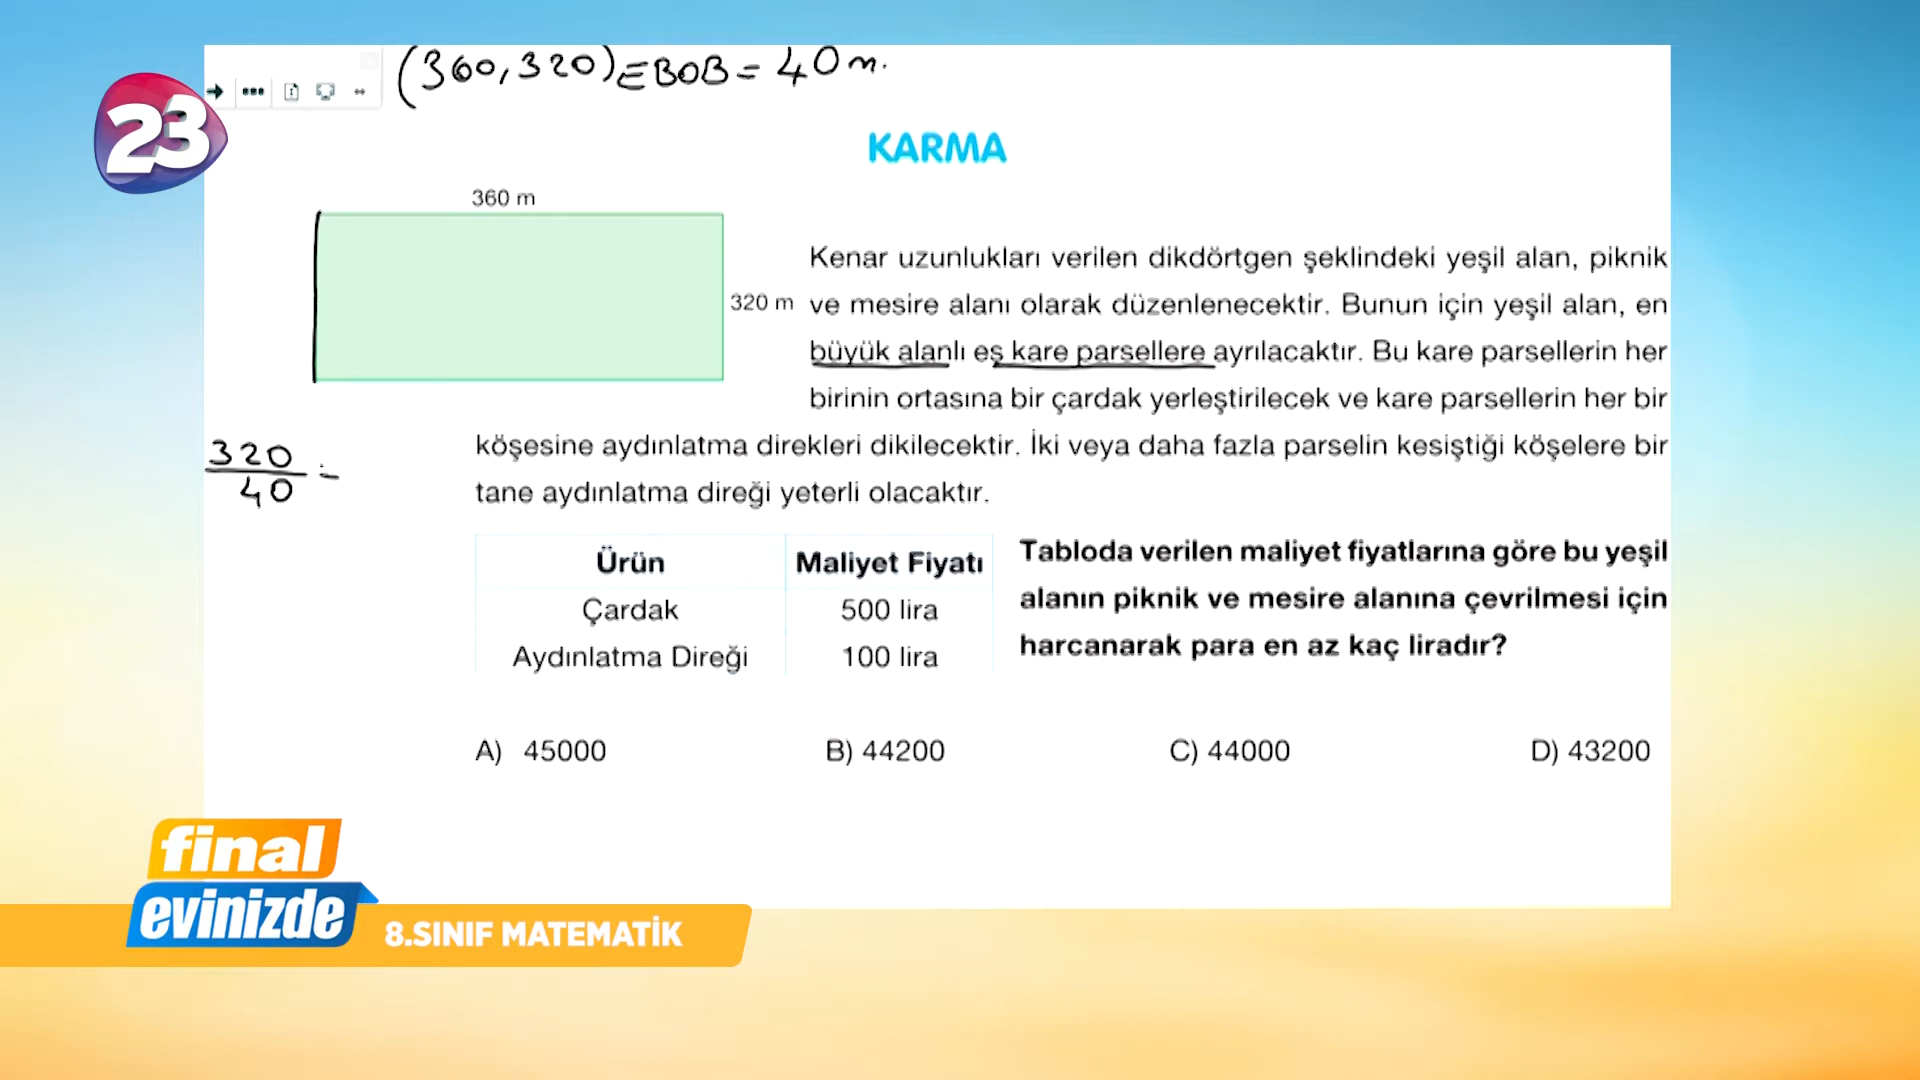 (360,320)EBOB = 40 m.
23
KARMA
360 m
320 m
Kenar uzunlukları verilen dikdörtgen şeklindeki yeşil alan, piknik
ve mesire alanı olarak düzenlenecektir. Bunun için yeşil alan, en
büyük alanlı eş kare parsellere ayrılacaktır. Bu kare parsellerin her
birinin ortasına bir çardak yerleştirilecek ve kare parsellerin her bir
köşesine aydınlatma direkleri dikilecektir. İki veya daha fazla parselin kesiştiği köşelere bir
tane aydınlatma direği yeterli olacaktır.
320
40 =
Ürün Maliyet Fiyatı
Çardak 500 lira
Aydınlatma Direği 100 lira
Tabloda verilen maliyet fiyatlarına göre bu yeşil
alanın piknik ve mesire alanına çevrilmesi için
harcanarak para en az kaç liradır?
A) 45000 B) 44200 C) 44000 D) 43200
final
evinizde
8.SINIF MATEMATİK